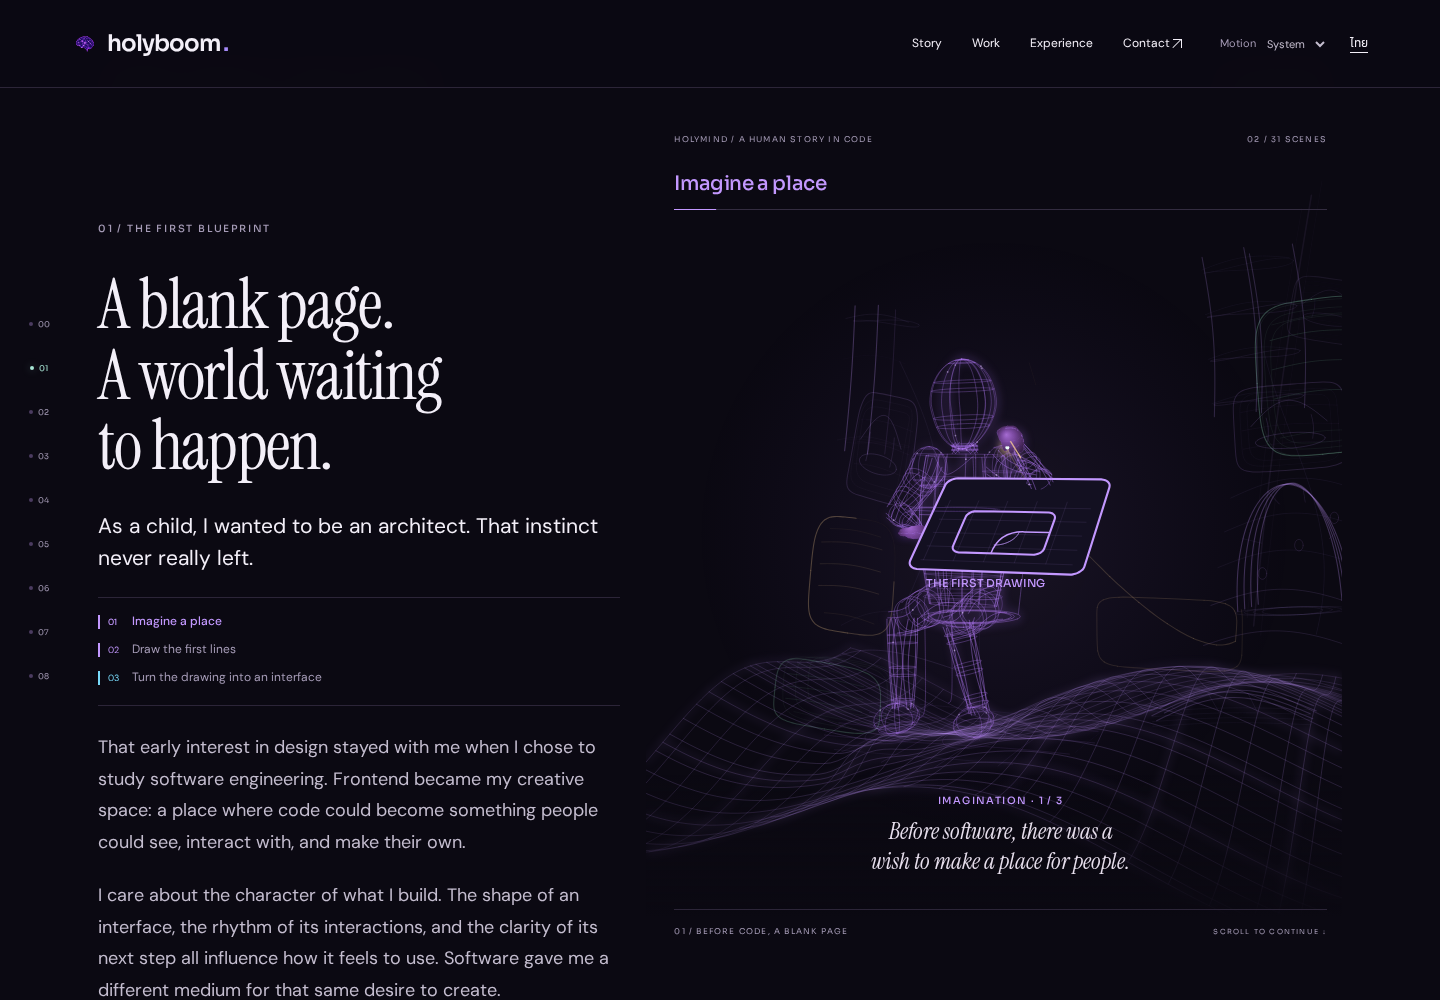 holyboom.
Story
Work
Experience
Contact
Motion
System
ไทย
00
01
02
03
04
05
06
07
08
01 / THE FIRST BLUEPRINT
A blank page.
A world waiting
to happen.
As a child, I wanted to be an architect. That instinct
never really left.
01 Imagine a place
02 Draw the first lines
03 Turn the drawing into an interface
That early interest in design stayed with me when I chose to
study software engineering. Frontend became my creative
space: a place where code could become something people
could see, interact with, and make their own.
I care about the character of what I build. The shape of an
interface, the rhythm of its interactions, and the clarity of its
next step all influence how it feels to use. Software gave me a
different medium for that same desire to create.
HOLYMIND / A HUMAN STORY IN CODE
02 / 31 SCENES
Imagine a place
THE FIRST DRAWING
IMAGINATION · 1 / 3
Before software, there was a
wish to make a place for people.
01 / BEFORE CODE, A BLANK PAGE
SCROLL TO CONTINUE ↓